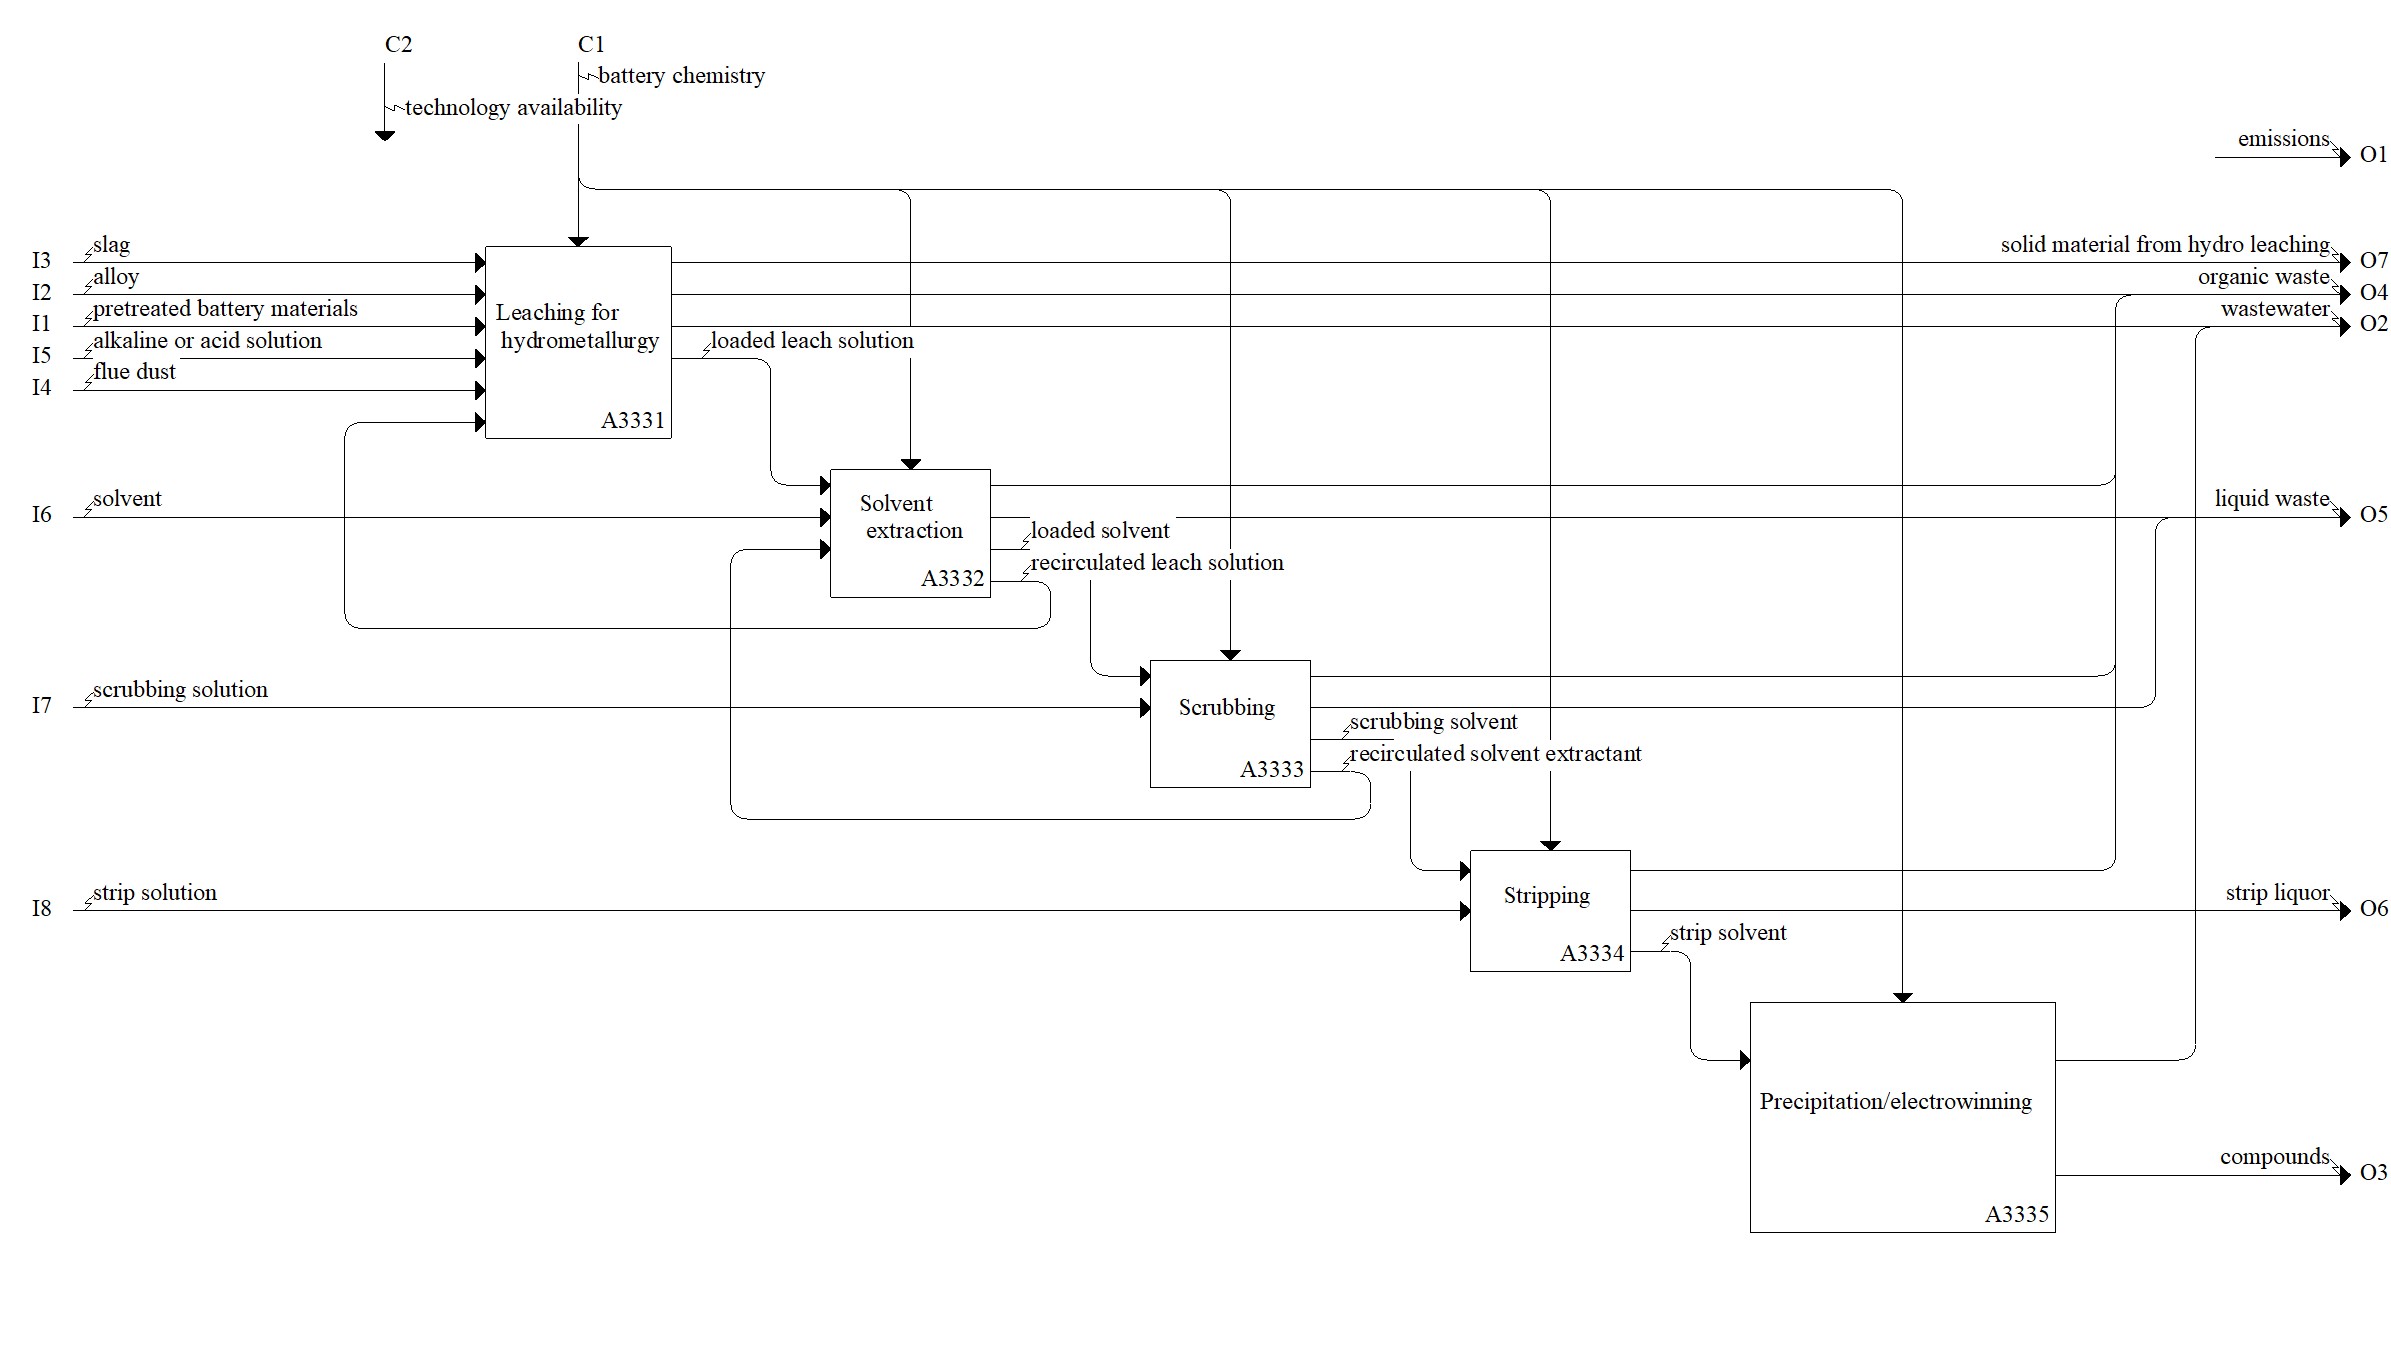 C2
C1
battery chemistry
technology availability
emissions
O1
slag
solid material from hydro leaching
I3
O7
alloy
organic waste
I2
O4
pretreated battery materials
wastewater
I1
O2
Leaching for
hydrometallurgy
alkaline or acid solution
loaded leach solution
I5
flue dust
I4
A3331
solvent
Solvent
extraction
liquid waste
I6
O5
loaded solvent
recirculated leach solution
A3332
scrubbing solution
I7
Scrubbing
scrubbing solvent
recirculated solvent extractant
A3333
strip solution
Stripping
strip liquor
I8
O6
strip solvent
A3334
Precipitation/electrowinning
compounds
O3
A3335